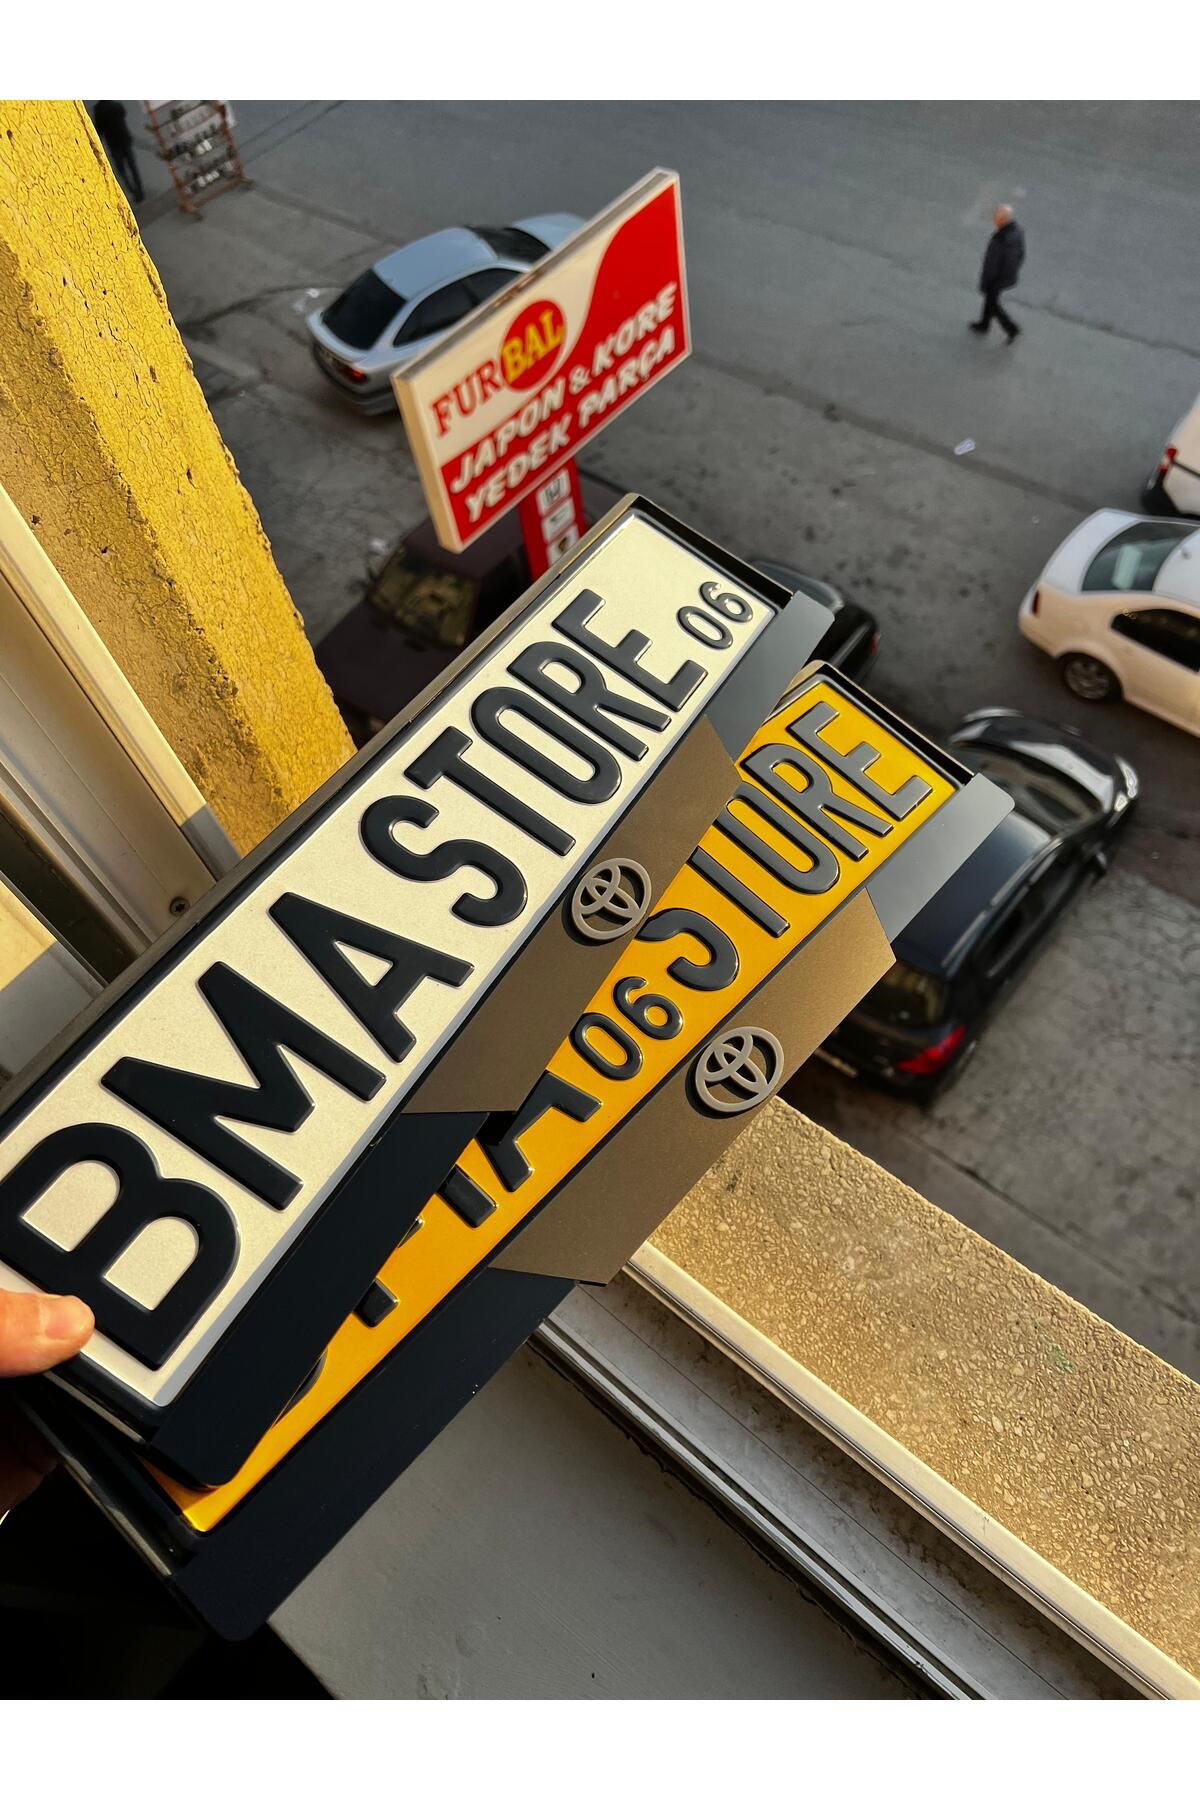 FURBAL
JAPON & KORE
YEDEK PARÇA
BMA STORE 06
STORE
06